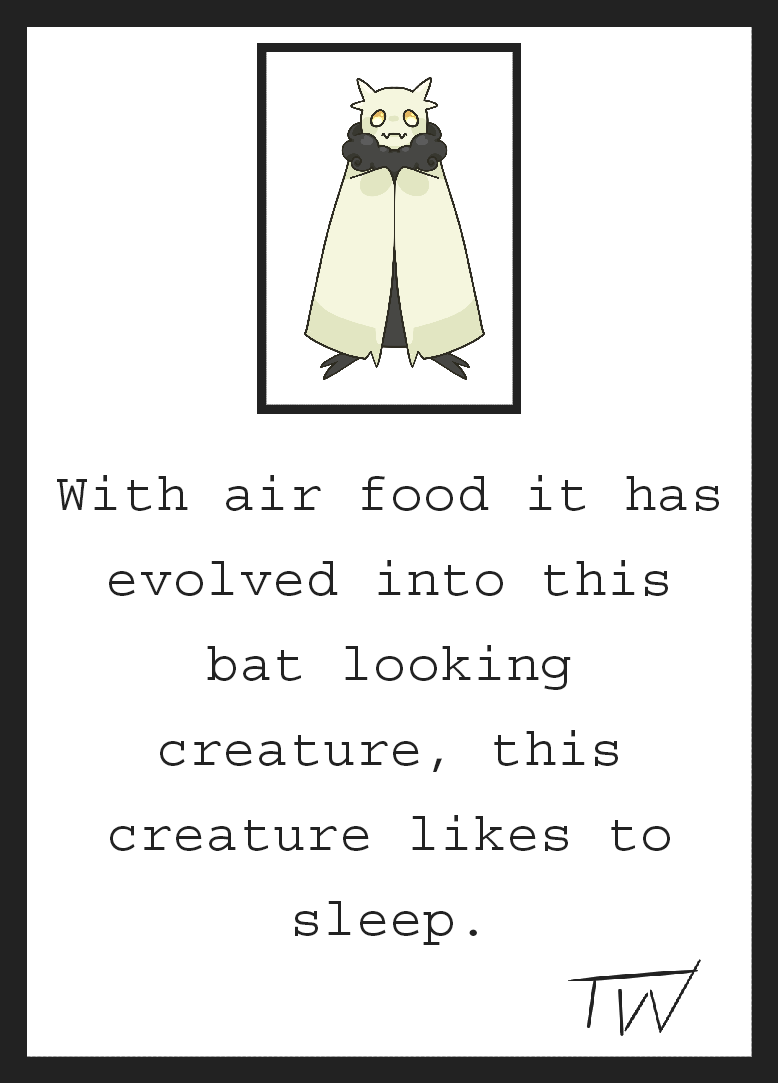 With air food it has
evolved into this
bat looking
creature, this
creature likes to
sleep.
TW